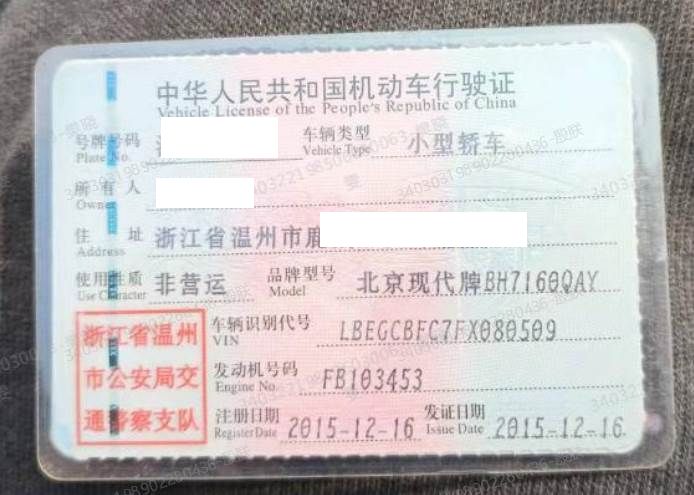 中华人民共和国机动车行驶证
Vehicle License of the People's Republic of China
号牌号码 车辆类型 小型轿车
Plate No. Vehicle Type
所有人
Owner
住址 浙江省温州市鹿
Address
使用性质 非营运 品牌型号 北京现代牌BH7160QAY
Use Character Model
浙江省温州 车辆识别代号 LBEGCBFC7FX080509
VIN
市公安局交 发动机号码 FB103453
Engine No.
通警察支队 注册日期 2015-12-16 发证日期 2015-12-16
Register Date Issue Date